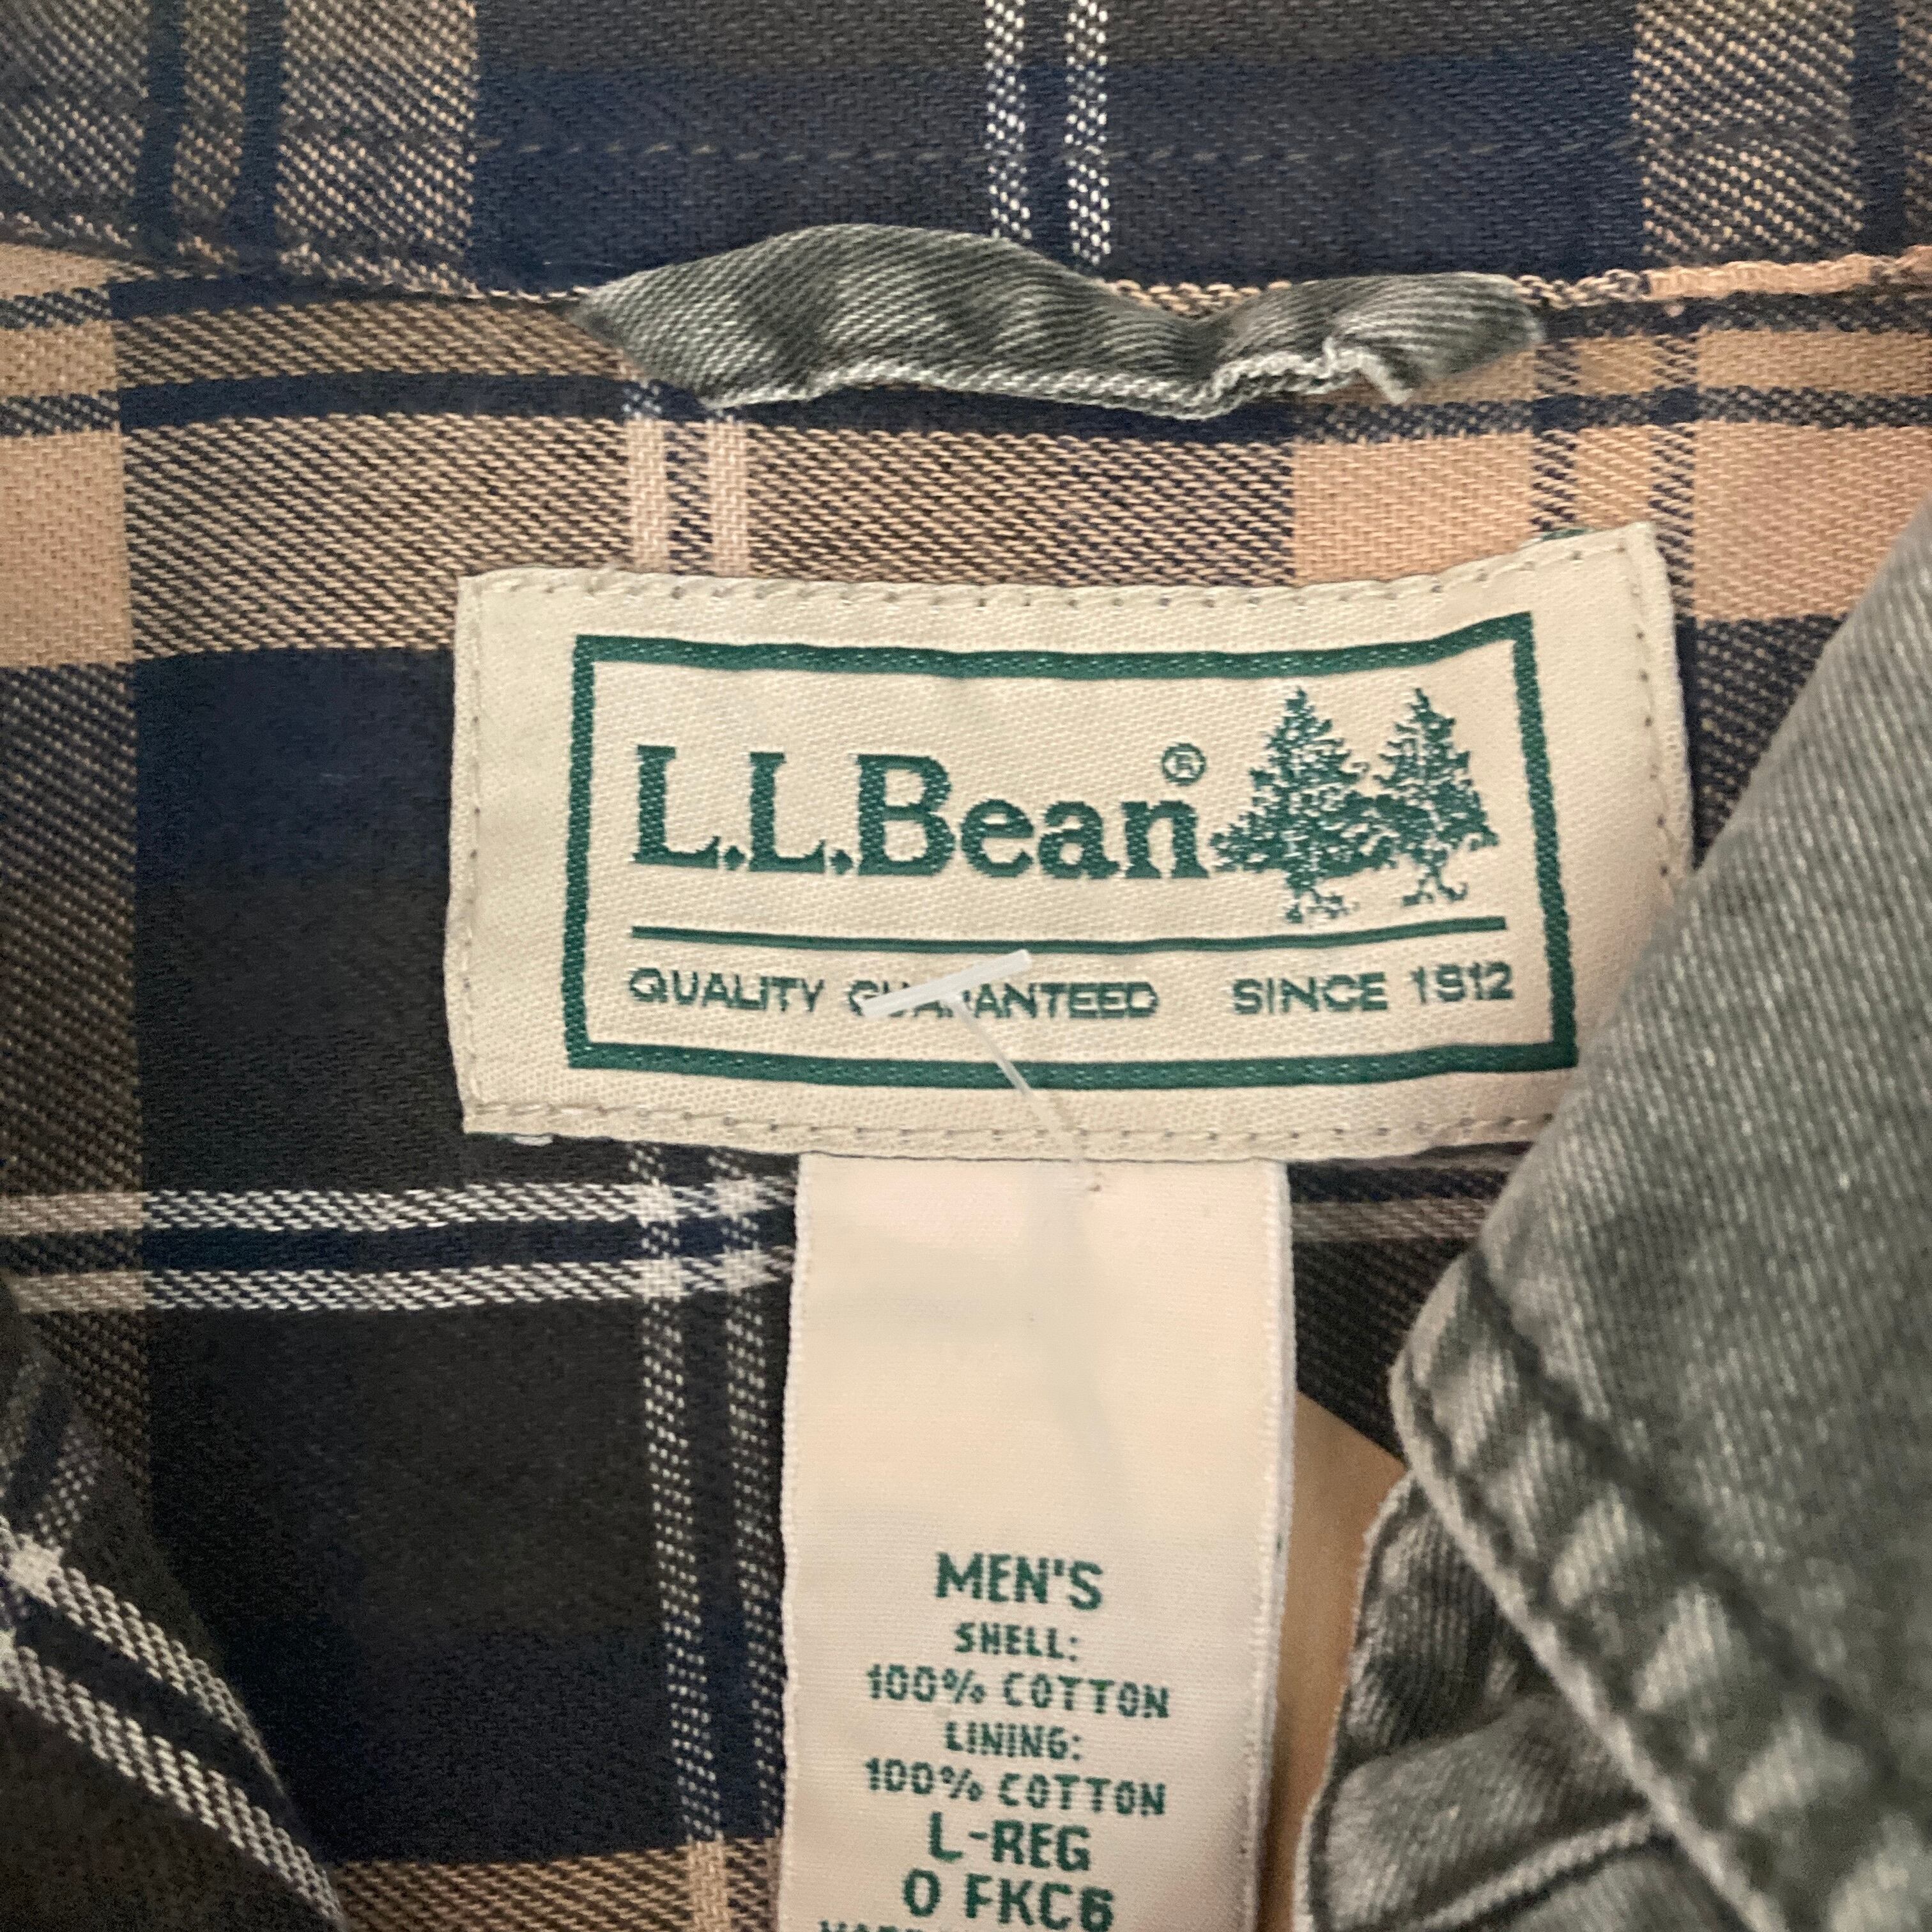 L.L.Bean®
QUALITY GUARANTEED SINCE 1912
MEN'S
SHELL:
100% COTTON
LINING:
100% COTTON
L-REG
0 FKC6